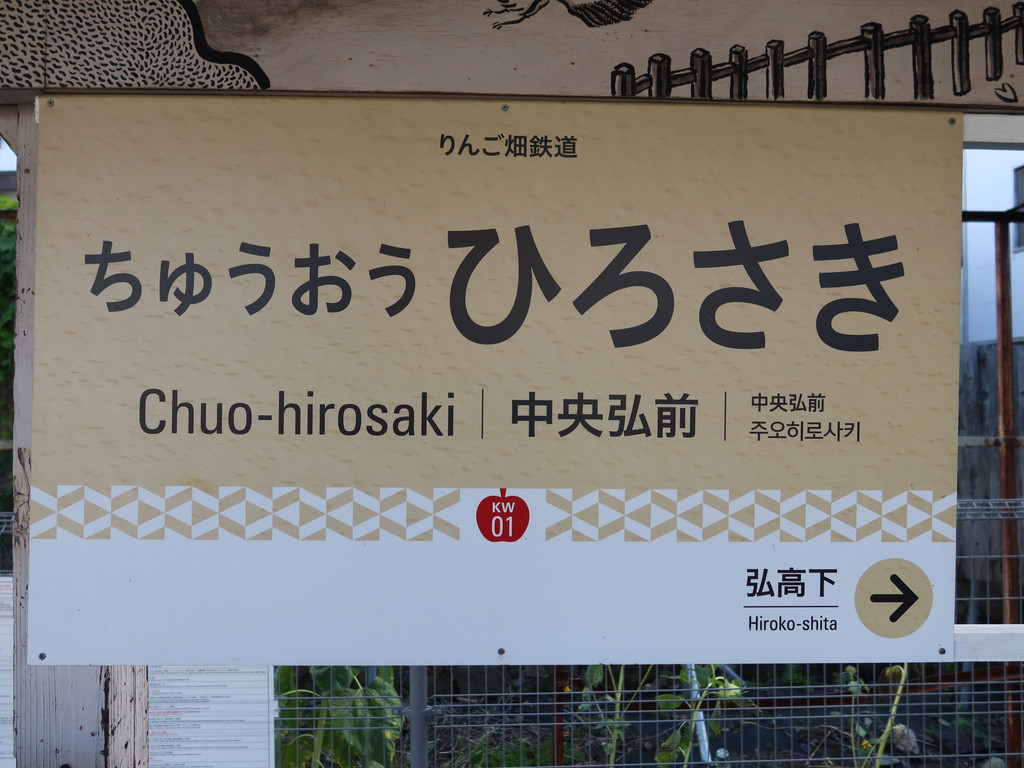 りんご畑鉄道
ちゅうおうひろさき
Chuo-hirosaki 中央弘前 中央弘前
주오히로사키
KW
01
弘高下
Hiroko-shita